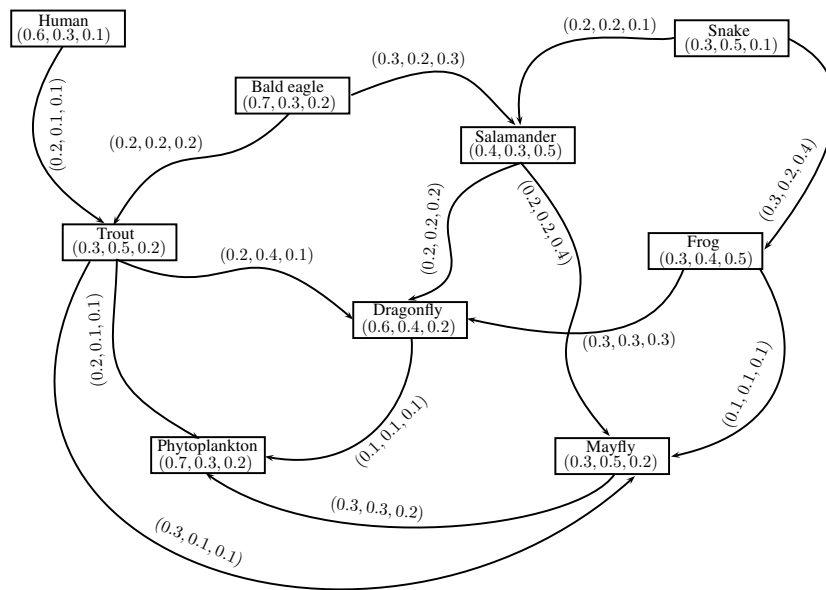 Human
(0.6, 0.3, 0.1)
Snake
(0.3, 0.5, 0.1)
(0.2, 0.2, 0.1)
(0.3, 0.2, 0.3)
Bald eagle
(0.7, 0.3, 0.2)
(0.2, 0.1, 0.1)
(0.2, 0.2, 0.2)
Salamander
(0.4, 0.3, 0.5)
(0.3, 0.2, 0.4)
(0.2, 0.2, 0.2)
(0.2, 0.2, 0.4)
Trout
(0.3, 0.5, 0.2)
Frog
(0.3, 0.4, 0.5)
(0.2, 0.4, 0.1)
Dragonfly
(0.6, 0.4, 0.2)
(0.3, 0.3, 0.3)
(0.2, 0.1, 0.1)
(0.1, 0.1, 0.1)
(0.1, 0.1, 0.1)
Phytoplankton
(0.7, 0.3, 0.2)
Mayfly
(0.3, 0.5, 0.2)
(0.3, 0.3, 0.2)
(0.3, 0.1, 0.1)